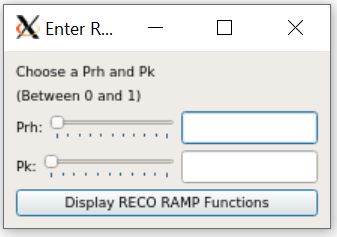 Enter R...
Choose a Prh and Pk
(Between 0 and 1)
Prh:
Pk:
Display RECO RAMP Functions